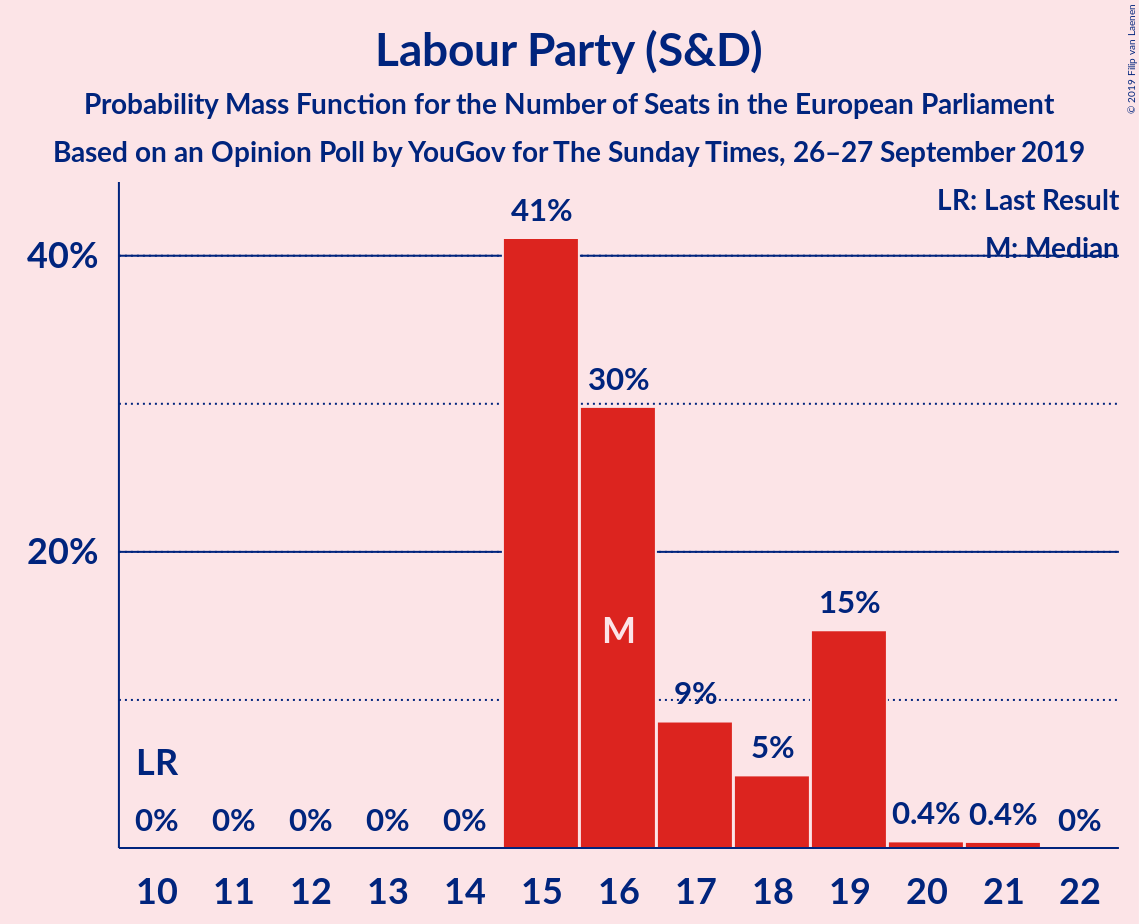 Labour Party (S&D)
Probability Mass Function for the Number of Seats in the European Parliament
Based on an Opinion Poll by YouGov for The Sunday Times, 26–27 September 2019
© 2019 Filip van Laenen
LR: Last Result
M: Median
40%
20%
41%
30%
M
9%
5%
15%
LR
0% 0% 0% 0% 0% 0.4% 0.4% 0%
10 11 12 13 14 15 16 17 18 19 20 21 22